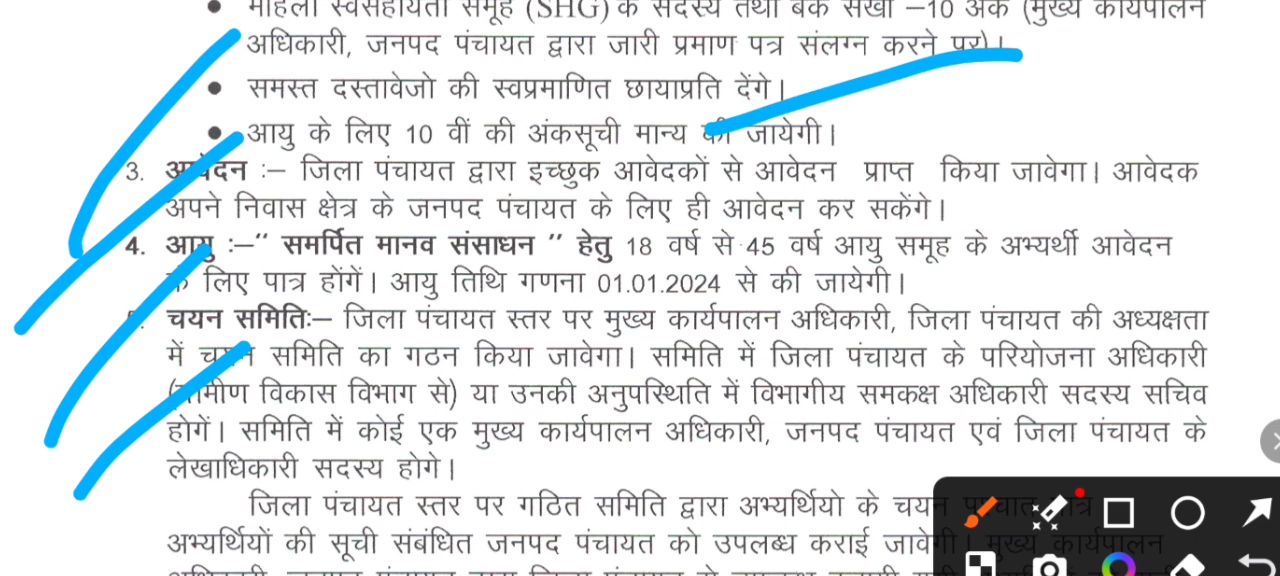 महिला स्वसहायता समूह (SHG) के सदस्य तथा बैंक सखी –10 अंक (मुख्य कार्यपालन
अधिकारी, जनपद पंचायत द्वारा जारी प्रमाण पत्र संलग्न करने पर)।
• समस्त दस्तावेजो की स्वप्रमाणित छायाप्रति देंगे।
• आयु के लिए 10 वीं की अंकसूची मान्य की जायेगी।
3. आवेदन :– जिला पंचायत द्वारा इच्छुक आवेदकों से आवेदन प्राप्त किया जावेगा। आवेदक
अपने निवास क्षेत्र के जनपद पंचायत के लिए ही आवेदन कर सकेंगे।
4. आयु :–" समर्पित मानव संसाधन " हेतु 18 वर्ष से 45 वर्ष आयु समूह के अभ्यर्थी आवेदन
के लिए पात्र होंगें। आयु तिथि गणना 01.01.2024 से की जायेगी।
चयन समितिः– जिला पंचायत स्तर पर मुख्य कार्यपालन अधिकारी, जिला पंचायत की अध्यक्षता
में चयन समिति का गठन किया जावेगा। समिति में जिला पंचायत के परियोजना अधिकारी
(ग्रामीण विकास विभाग से) या उनकी अनुपस्थिति में विभागीय समकक्ष अधिकारी सदस्य सचिव
होगें। समिति में कोई एक मुख्य कार्यपालन अधिकारी, जनपद पंचायत एवं जिला पंचायत के
लेखाधिकारी सदस्य होगे।
जिला पंचायत स्तर पर गठित समिति द्वारा अभ्यर्थियो के चयन
अभ्यर्थियों की सूची संबंधित जनपद पंचायत को उपलब्ध कराई जावेगी। मुख्य कार्यपालन